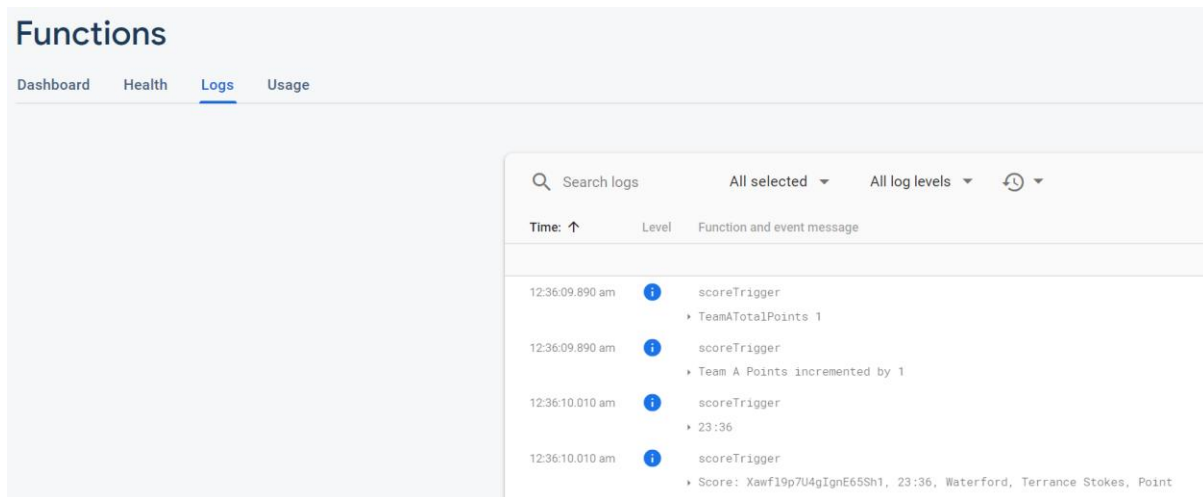 Functions
Dashboard Health Logs Usage
Search logs All selected All log levels
Time: Level Function and event message
12:36:09.890 am scoreTrigger
TeamATotalPoints 1
12:36:09.890 am scoreTrigger
Team A Points incremented by 1
12:36:10.010 am scoreTrigger
23:36
12:36:10.010 am scoreTrigger
Score: Xawfl9p7U4gIgnE65Sh1, 23:36, Waterford, Terrance Stokes, Point